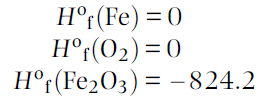 H°f(Fe) = 0
H°f(O₂) = 0
H°f(Fe₂O₃) = −824.2